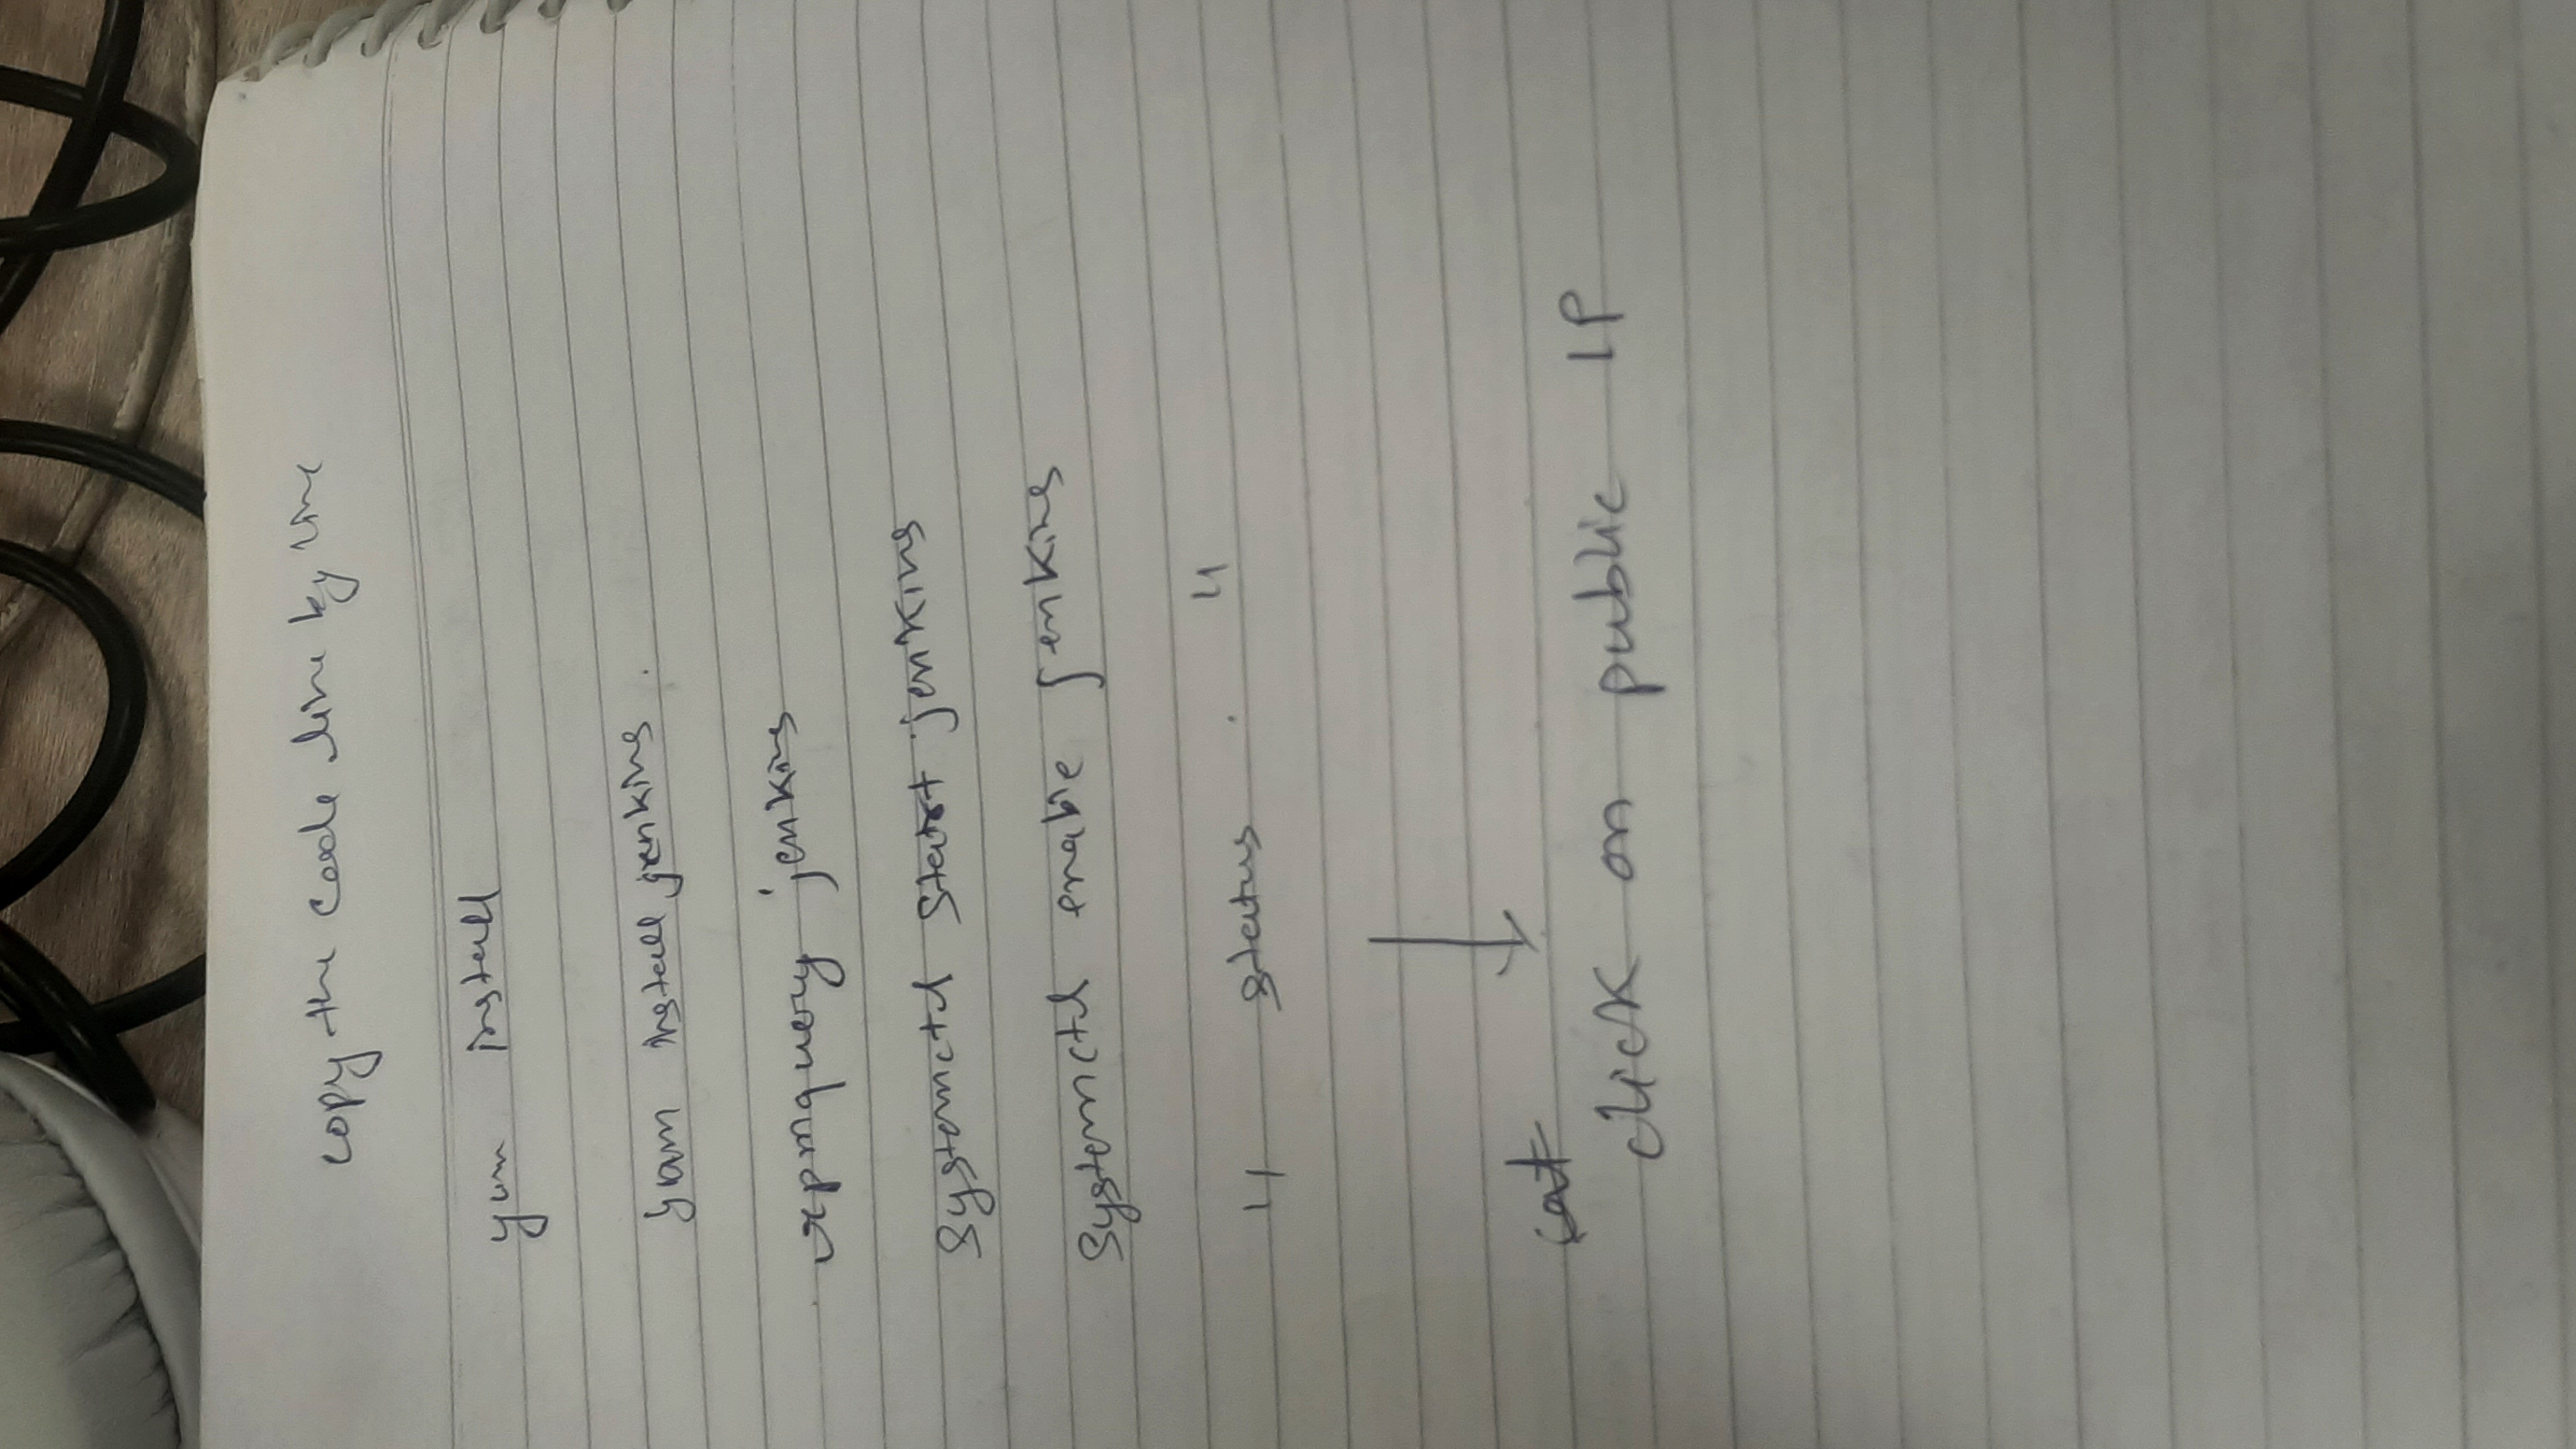 copy the code line by line
yum install
yum install jenkins.
rpmquery jenkins
systemctl start jenkins
systemctl enable jenkins
" status . "
cat
click on public IP